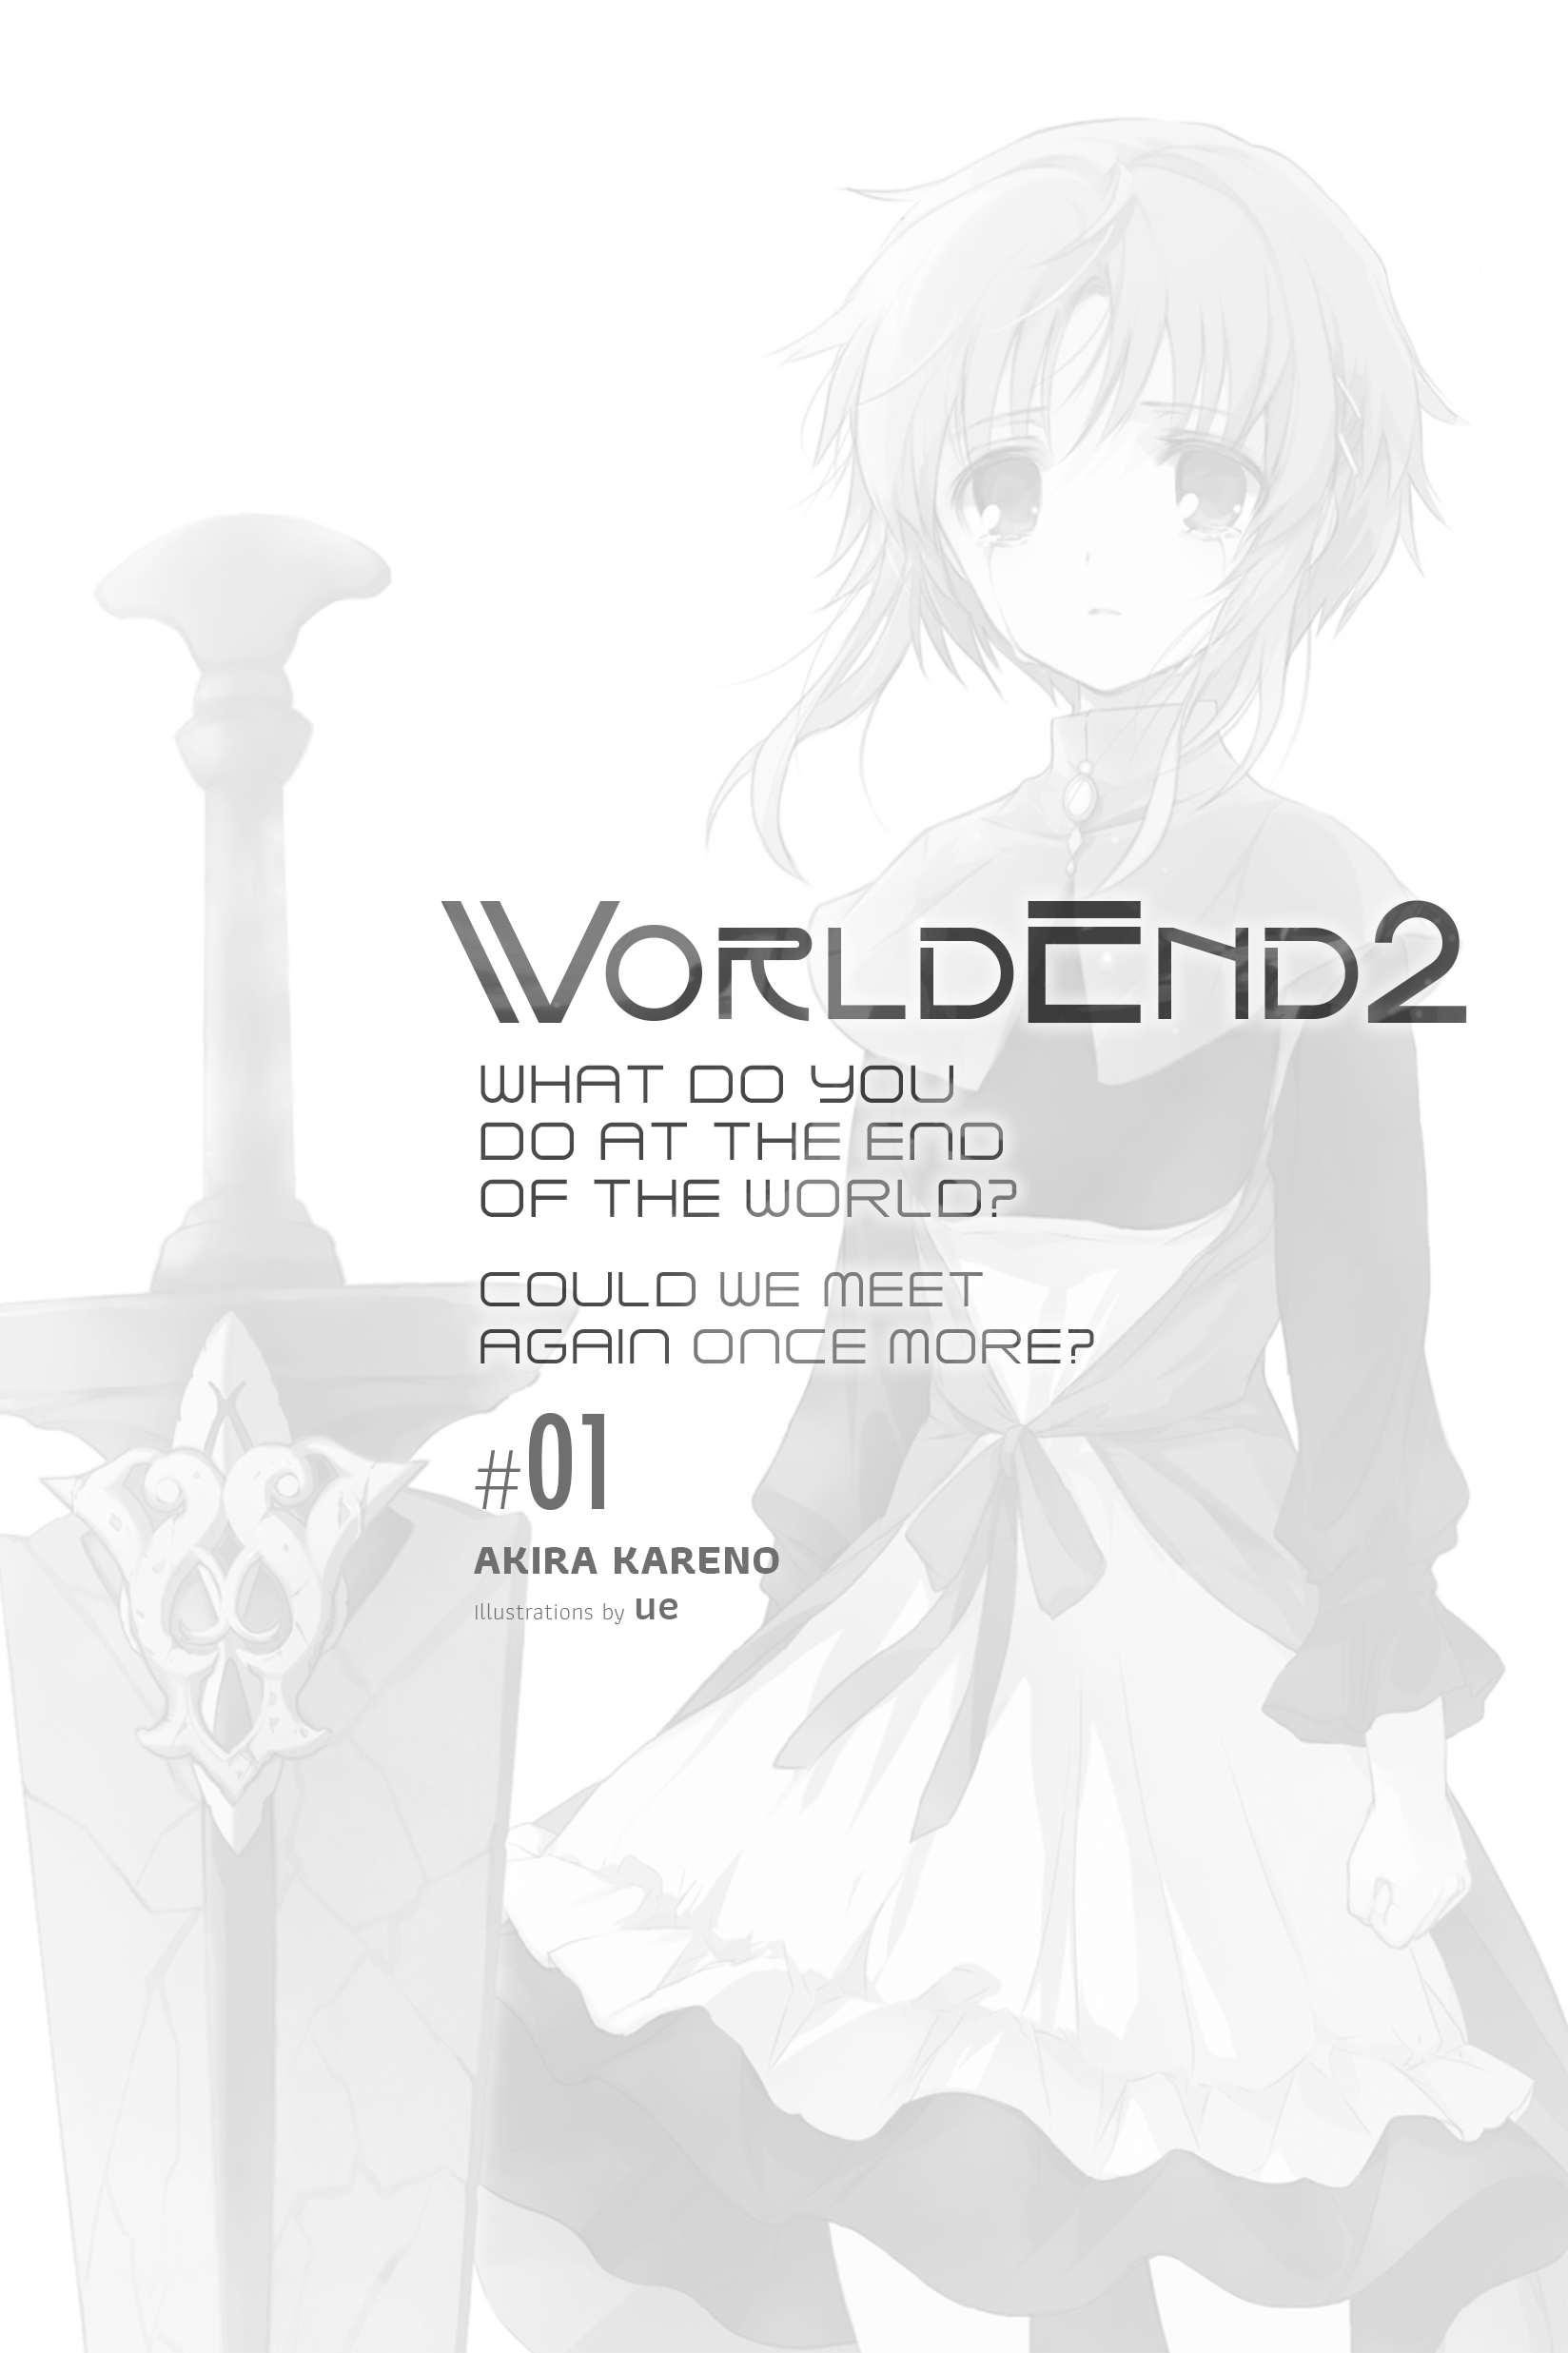 WORLDEND2
WHAT DO YOU
DO AT THE END
OF THE WORLD?
COULD WE MEET
AGAIN ONCE MORE?
#01
AKIRA KARENO
Illustrations by ue